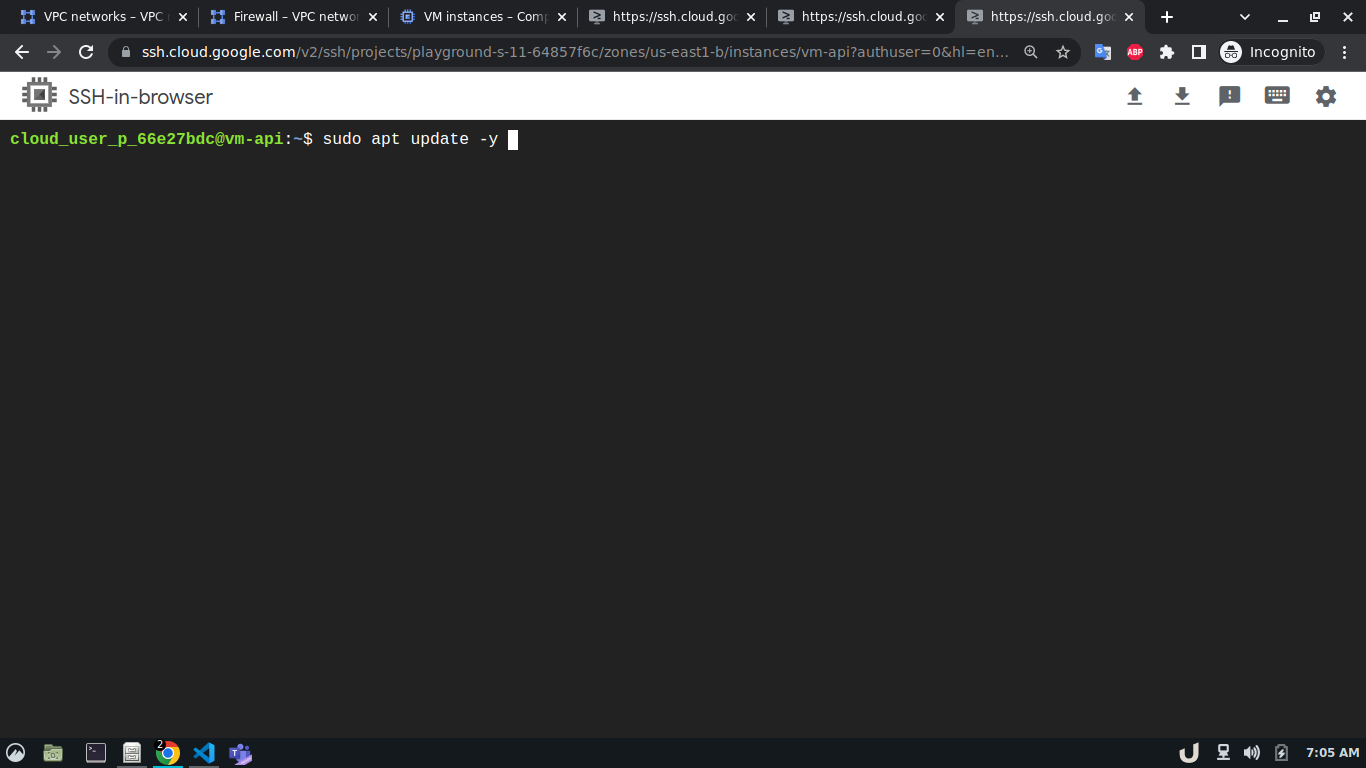 VPC networks – VPC
Firewall – VPC netwo
VM instances – Comp
https://ssh.cloud.goo
https://ssh.cloud.goo
https://ssh.cloud.goo
ssh.cloud.google.com/v2/ssh/projects/playground-s-11-64857f6c/zones/us-east1-b/instances/vm-api?authuser=0&hl=en...
ABP
Incognito
SSH-in-browser
cloud_user_p_66e27bdc@vm-api:~$ sudo apt update -y
2
7:05 AM